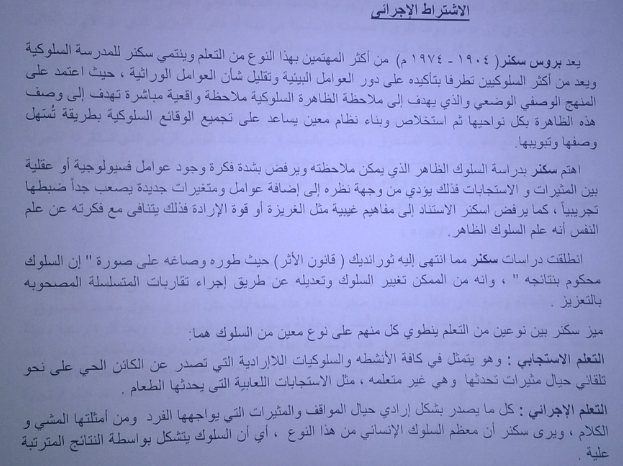 الاشتراط الإجرائي
يعد بروس سكنر( ١٩٠٤ - ١٩٧٤ م) من أكثر المهتمين بهذا النوع من التعلم وينتمي سكنر للمدرسة السلوكية
ويعد من أكثر السلوكيين تطرفا بتأكيده على دور العوامل البيئية وتقليل شأن العوامل الوراثية ، حيث اعتمد على
المنهج الوصفي الوضعي والذي يهدف إلى ملاحظة الظاهرة السلوكية ملاحظة واقعية مباشرة تهدف إلى وصف
هذه الظاهرة بكل نواحيها ثم استخلاص وبناء نظام معين يساعد على تجميع الوقائع السلوكية بطريقة تُسَهل
وصفها وتبويبها.
اهتم سكنر بدراسة السلوك الظاهر الذي يمكن ملاحظته ويرفض بشدة فكرة وجود عوامل فسيولوجية أو عقلية
بين المثيرات و الاستجابات فذلك يؤدي من وجهة نظره إلى إضافة عوامل ومتغيرات جديدة يصعب جداً ضبطها
تجريبياً ، كما يرفض اسكنر الاستناد إلى مفاهيم غيبية مثل الغريزة أو قوة الإرادة فذلك يتنافى مع فكرته عن علم
النفس أنه علم السلوك الظاهر.
انطلقت دراسات سكنر مما انتهى إليه ثورانديك ( قانون الأثر) حيث طوره وصاغه على صورة " إن السلوك
محكوم بنتائجه " ، وانه من الممكن تغيير السلوك وتعديله عن طريق إجراء تقاربات المتسلسلة المصحوبه
بالتعزيز .
ميز سكنر بين نوعين من التعلم ينطوي كل منهم على نوع معين من السلوك هما:
التعلم الاستجابي : وهو يتمثل في كافة الأنشطه والسلوكيات اللاإرادية التي تصدر عن الكائن الحي على نحو
تلقائي حيال مثيرات تحدثها وهي غير متعلمه ، مثل الاستجابات اللعابية التى يحدثها الطعام .
التعلم الإجرائي : كل ما يصدر بشكل إرادي حيال المواقف والمثيرات التي يواجهها الفرد ومن أمثلتها المشي و
الكلام ، ويرى سكنر أن معظم السلوك الإنساني من هذا النوع ، أي أن السلوك يتشكل بواسطة النتائج المترتبة
علية .